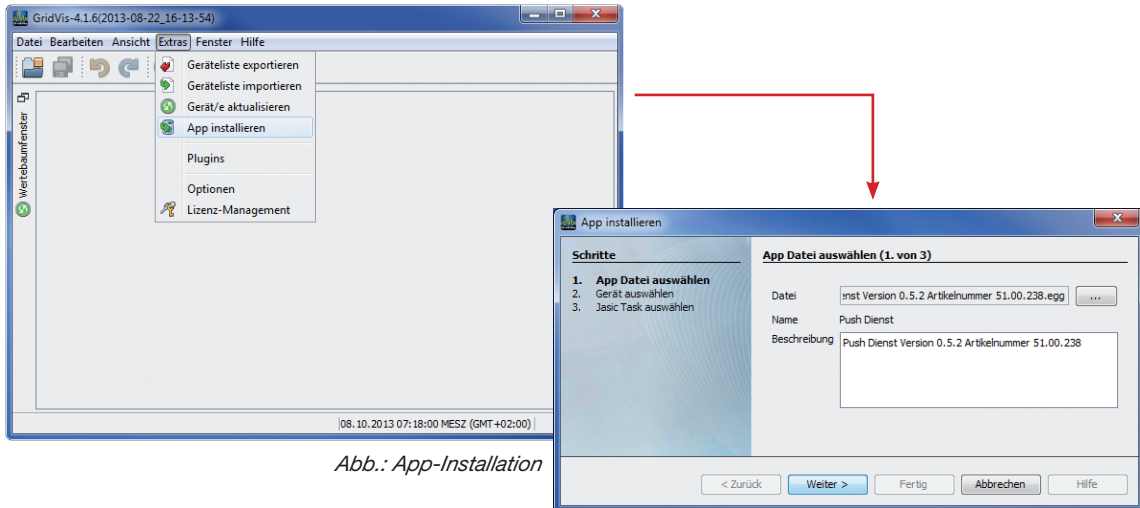 GridVis-4.1.6(2013-08-22_16-13-54)
Datei Bearbeiten Ansicht Extras Fenster Hilfe
Geräteliste exportieren
Geräteliste importieren
Gerät/e aktualisieren
App installieren
Plugins
Optionen
Lizenz-Management
Wertebaumfenster
08.10.2013 07:18:00 MESZ (GMT+02:00)
Abb.: App-Installation
App installieren
Schritte
1. App Datei auswählen
2. Gerät auswählen
3. Jasic Task auswählen
App Datei auswählen (1. von 3)
Datei enst Version 0.5.2 Artikelnummer 51.00.238.egg ...
Name Push Dienst
Beschreibung Push Dienst Version 0.5.2 Artikelnummer 51.00.238
< Zurück Weiter > Fertig Abbrechen Hilfe